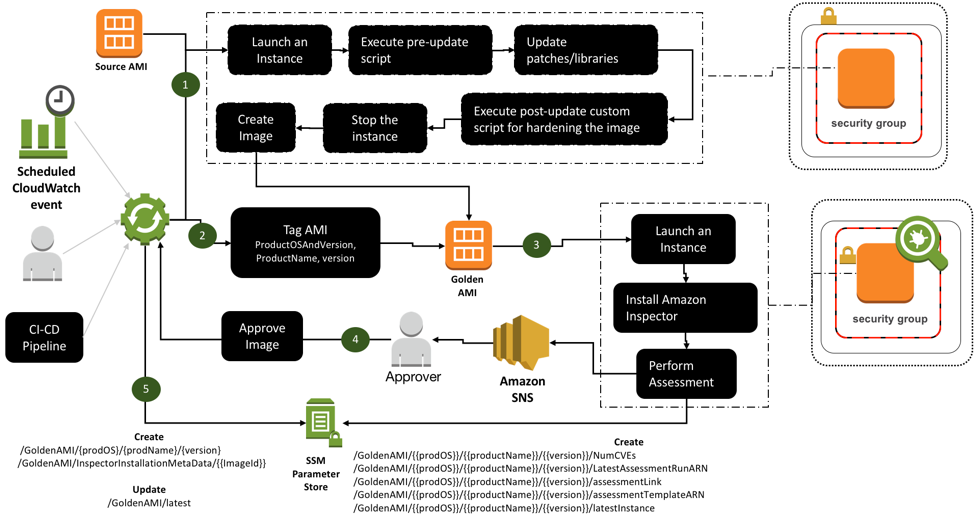 Source AMI
1
Launch an
Instance
Execute pre-update
script
Update
patches/libraries
Create
Image
Stop the
instance
Execute post-update custom
script for hardening the image
security group
Scheduled
CloudWatch
event
2
Tag AMI
ProductOSAndVersion,
ProductName, version
Golden
AMI
3
Launch an
Instance
Install Amazon
Inspector
Perform
Assessment
security group
CI-CD
Pipeline
Approve
Image
4
Approver
Amazon
SNS
5
Create
/GoldenAMI/{prodOS}/{prodName}/{version}
/GoldenAMI/InspectorInstallationMetaData/{{ImageId}}
Update
/GoldenAMI/latest
SSM
Parameter
Store
Create
/GoldenAMI/{{prodOS}}/{{productName}}/{{version}}/NumCVEs
/GoldenAMI/{{prodOS}}/{{productName}}/{{version}}/LatestAssessmentRunARN
/GoldenAMI/{{prodOS}}/{{productName}}/{{version}}/assessmentLink
/GoldenAMI/{{prodOS}}/{{productName}}/{{version}}/assessmentTemplateARN
/GoldenAMI/{{prodOS}}/{{productName}}/{{version}}/latestInstance